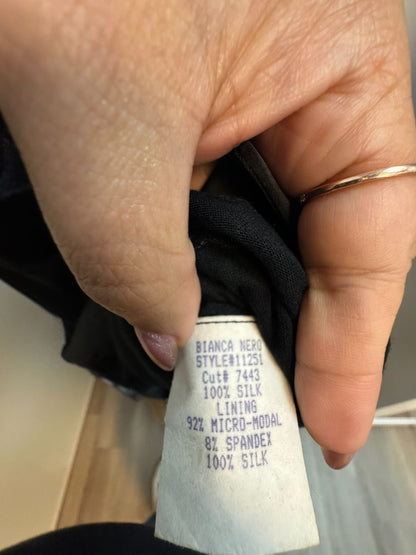 BIANCA NERO
STYLE#11251
Cut# 7443
100% SILK
LINING
92% MICRO-MODAL
8% SPANDEX
100% SILK